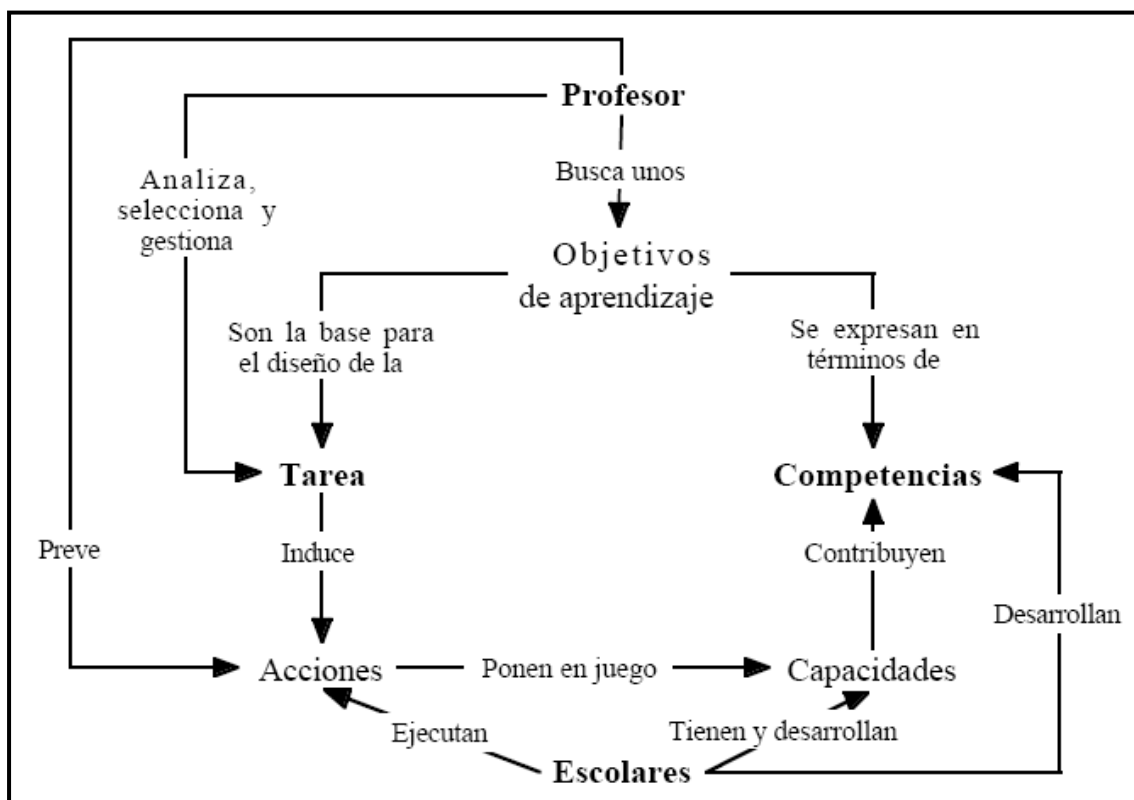 Profesor
Busca unos
Analiza,
selecciona y
gestiona
Objetivos
de aprendizaje
Son la base para
el diseño de la
Se expresan en
términos de
Tarea
Competencias
Preve
Induce
Contribuyen
Desarrollan
Acciones
Ponen en juego
Capacidades
Ejecutan
Tienen y desarrollan
Escolares